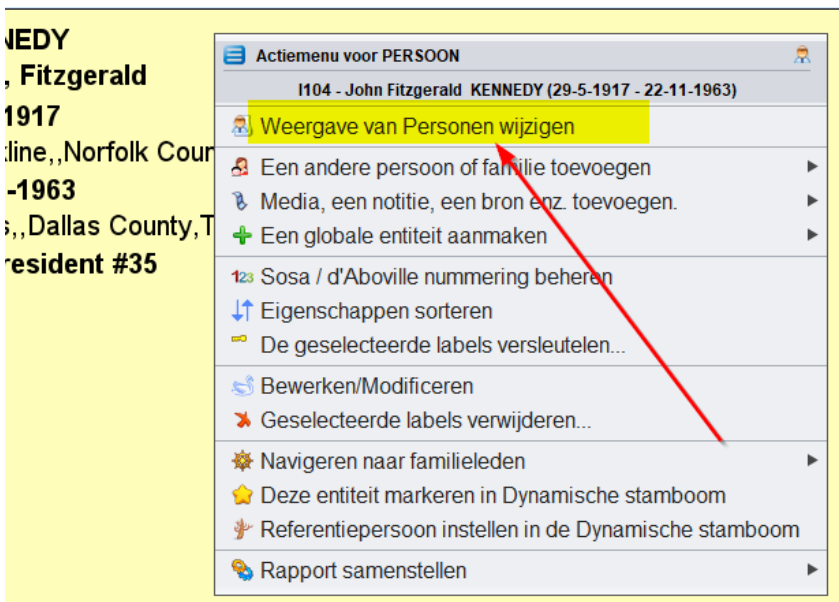 NEDY
, Fitzgerald
1917
line,,Norfolk Cour
-1963
s,,Dallas County,T
resident #35
Actiemenu voor PERSOON
I104 - John Fitzgerald KENNEDY (29-5-1917 - 22-11-1963)
Weergave van Personen wijzigen
Een andere persoon of familie toevoegen
Media, een notitie, een bron enz. toevoegen.
Een globale entiteit aanmaken
123 Sosa / d'Aboville nummering beheren
Eigenschappen sorteren
De geselecteerde labels versleutelen...
Bewerken/Modificeren
Geselecteerde labels verwijderen...
Navigeren naar familieleden
Deze entiteit markeren in Dynamische stamboom
Referentiepersoon instellen in de Dynamische stamboom
Rapport samenstellen